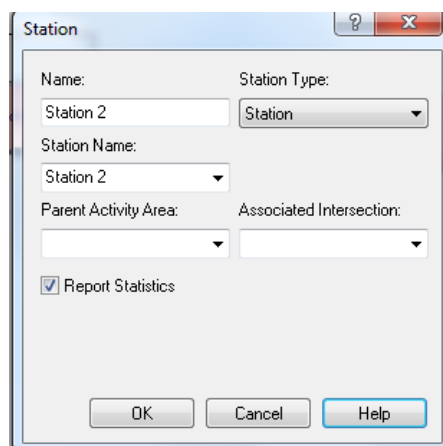 Station
Name: Station Type:
Station 2 Station
Station Name:
Station 2
Parent Activity Area: Associated Intersection:
Report Statistics
OK Cancel Help